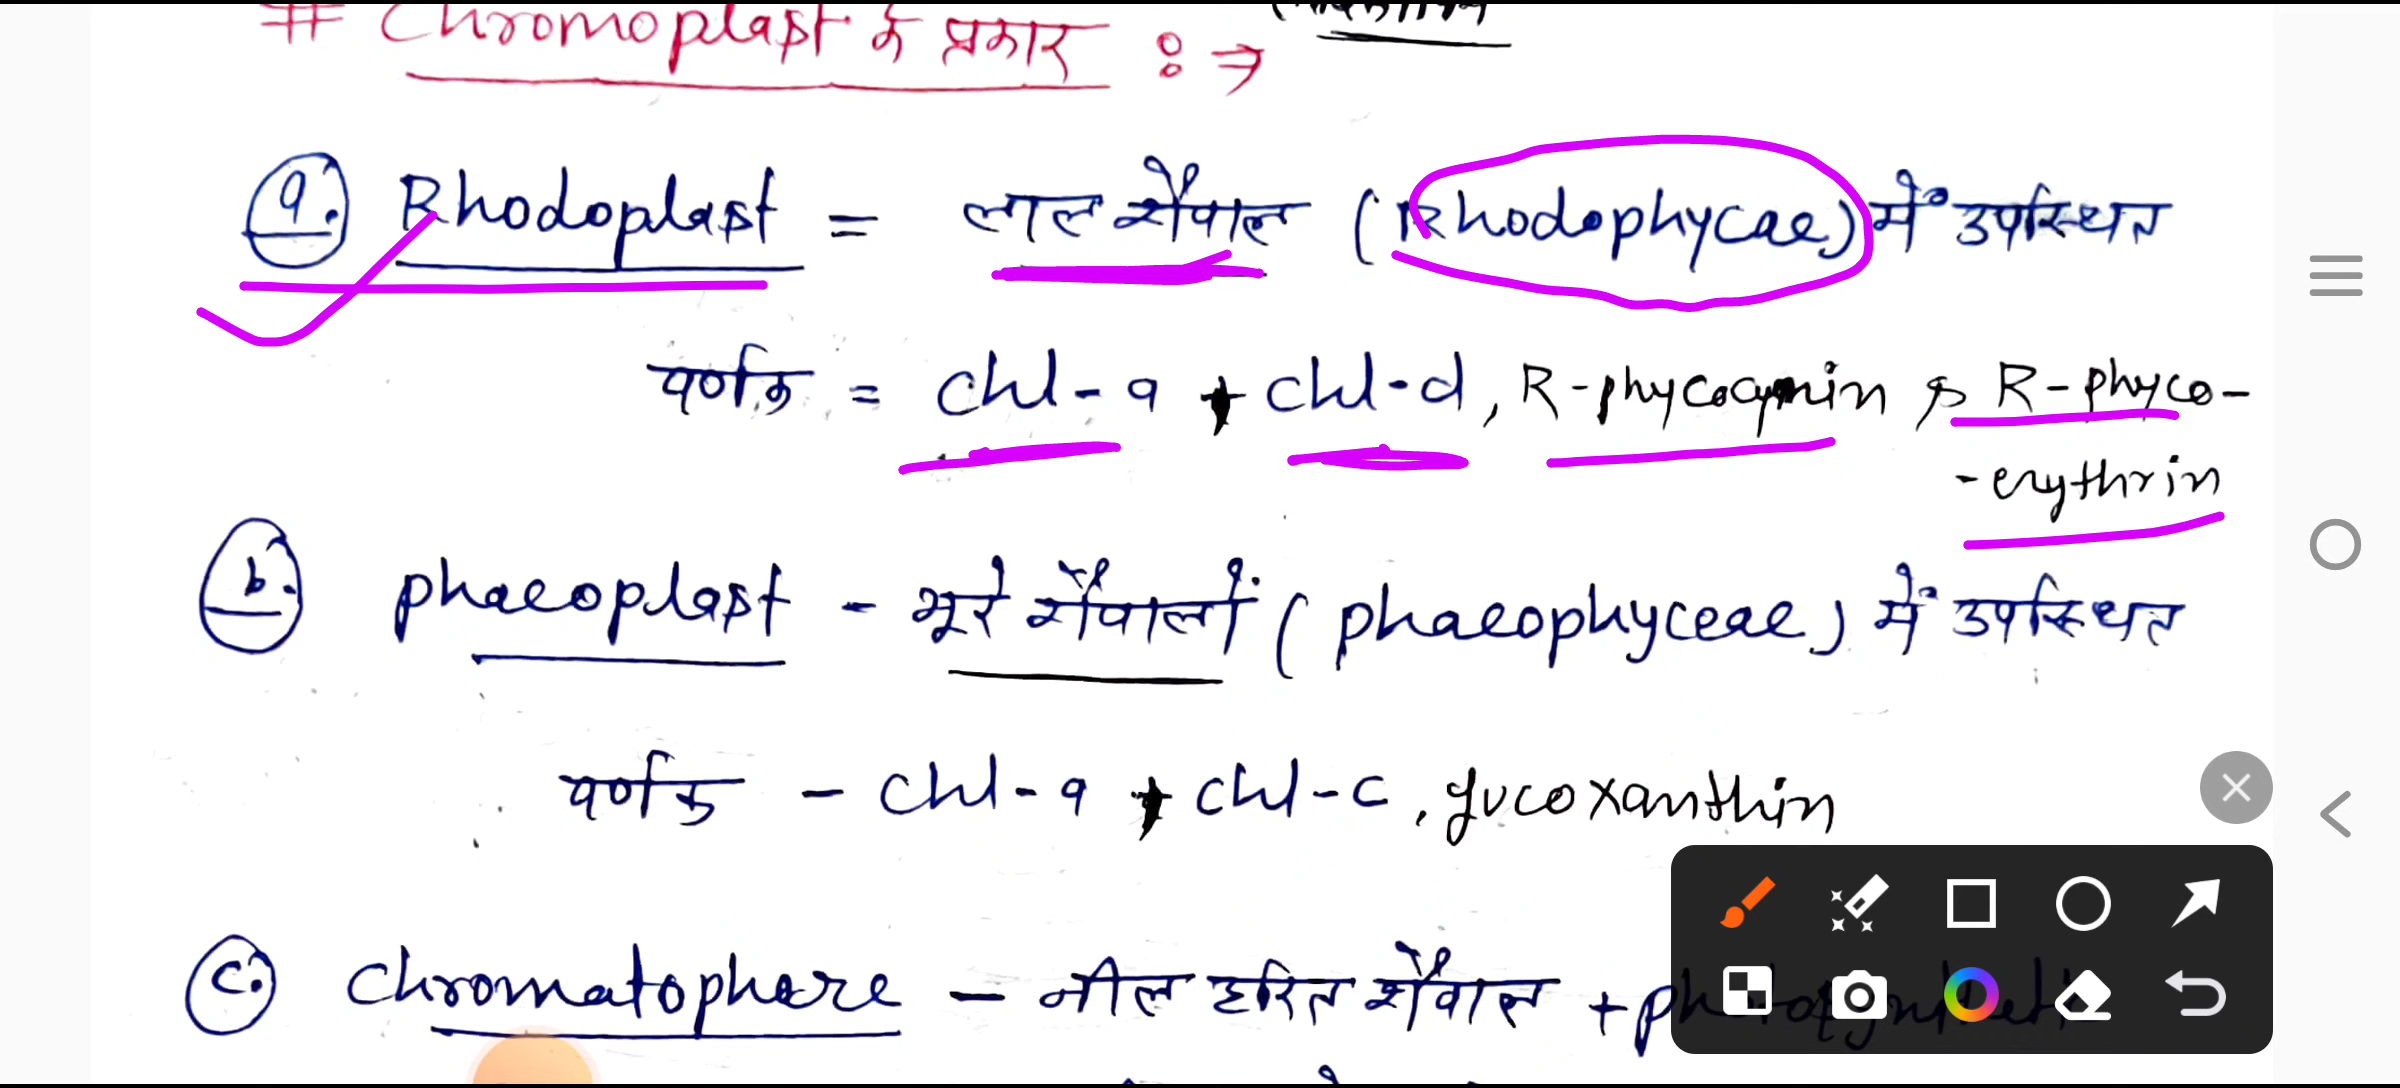 # Chromoplast के प्रकार :→
a. Rhodoplast = लाल शैवाल (Rhodophycae) में उपस्थित
वर्णक = chl-a + chl-d, R-phycocynin & R-phyco-
-erythrin
b. phaeoplast - भूरे शैवालों (phaeophyceae) में उपस्थित
वर्णक - chl-a + chl-c, fucoxanthin
c. chromatophore - नील हरित शैवाल +